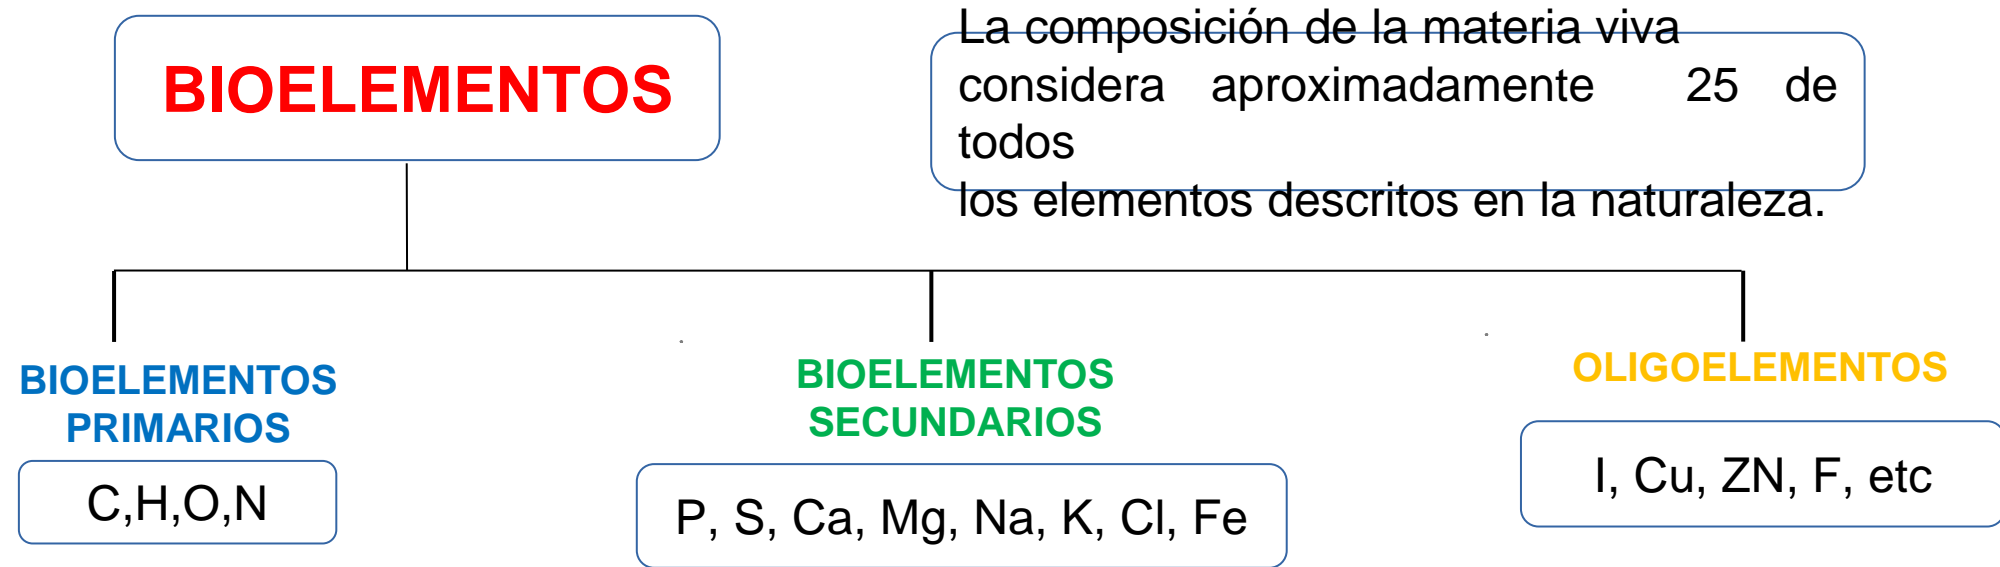 BIOELEMENTOS
La composición de la materia viva
considera aproximadamente 25 de
todos
los elementos descritos en la naturaleza.
BIOELEMENTOS
PRIMARIOS
C,H,O,N
BIOELEMENTOS
SECUNDARIOS
P, S, Ca, Mg, Na, K, Cl, Fe
OLIGOELEMENTOS
I, Cu, ZN, F, etc